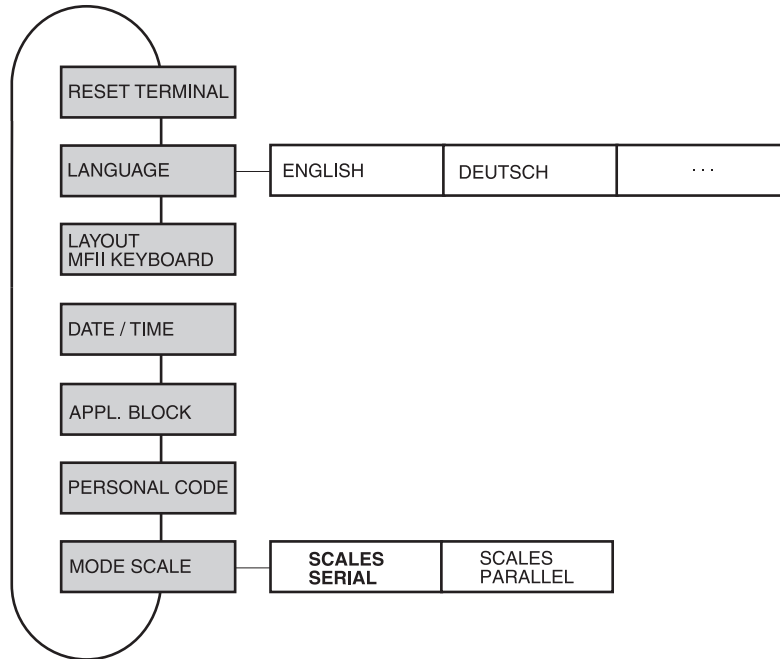 RESET TERMINAL
LANGUAGE
ENGLISH
DEUTSCH
...
LAYOUT
MFII KEYBOARD
DATE / TIME
APPL. BLOCK
PERSONAL CODE
MODE SCALE
SCALES
SERIAL
SCALES
PARALLEL